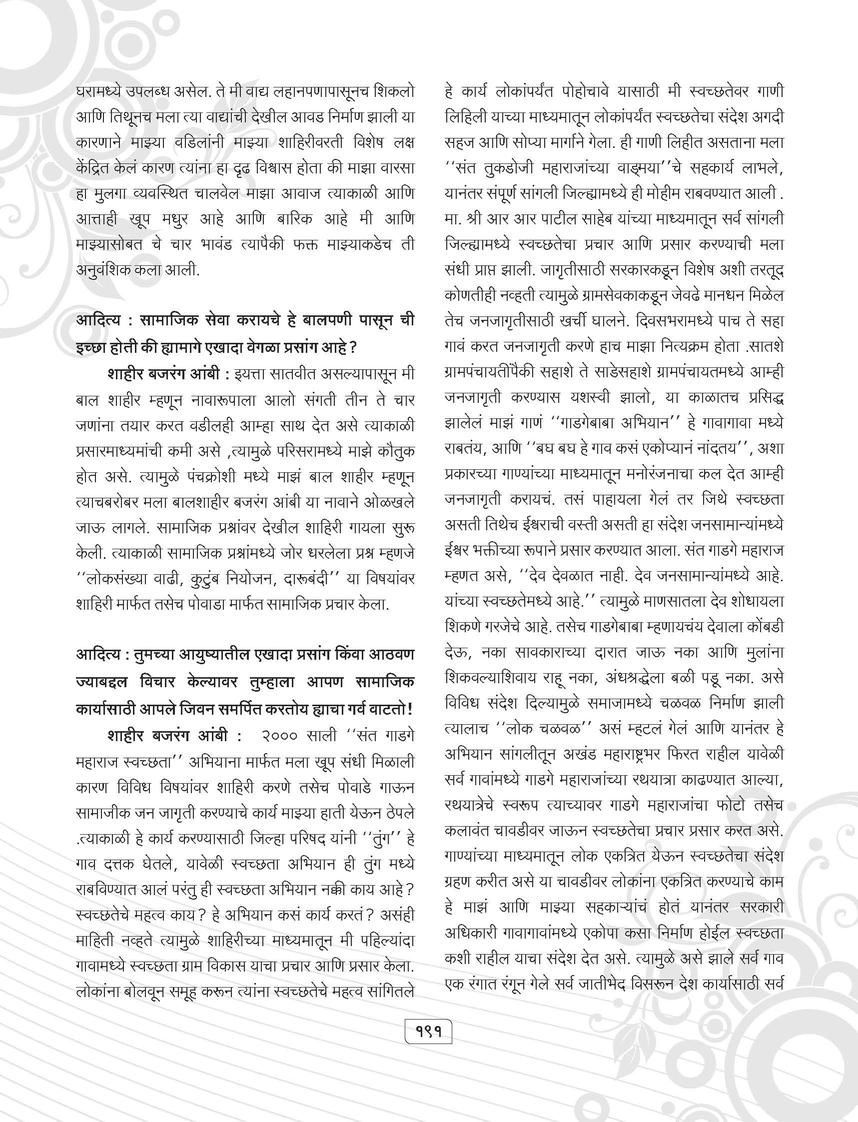 घरामध्ये उपलब्ध असेल. ते मी वाद्य लहानपणापासूनच शिकलो
आणि तिथूनच मला त्या वाद्यांची देखील आवड निर्माण झाली या
कारणाने माझ्या वडिलांनी माझ्या शाहिरीवरती विशेष लक्ष
केंद्रित केलं कारण त्यांना हा दृढ विश्वास होता की माझा वारसा
हा मुलगा व्यवस्थित चालवेल माझा आवाज त्याकाळी आणि
आत्ताही खूप मधुर आहे आणि बारिक आहे मी आणि
माझ्यासोबत चे चार भावंड त्यापैकी फक्त माझ्याकडेच ती
अनुवंशिक कला आली.
आदित्य : सामाजिक सेवा करायचे हे बालपणी पासून ची
इच्छा होती की ह्यामागे एखादा वेगळा प्रसांग आहे?
शाहीर बजरंग आंबी : इयत्ता सातवीत असल्यापासून मी
बाल शाहीर म्हणून नावारूपाला आलो संगती तीन ते चार
जणांना तयार करत वडीलही आम्हा साथ देत असे त्याकाळी
प्रसारमाध्यमांची कमी असे ,त्यामुळे परिसरामध्ये माझे कौतुक
होत असे. त्यामुळे पंचक्रोशी मध्ये माझं बाल शाहीर म्हणून
त्याचबरोबर मला बालशाहीर बजरंग आंबी या नावाने ओळखले
जाऊ लागले. सामाजिक प्रश्नांवर देखील शाहिरी गायला सुरू
केली. त्याकाळी सामाजिक प्रश्नांमध्ये जोर धरलेला प्रश्न म्हणजे
‘‘लोकसंख्या वाढी, कुटुंब नियोजन, दारूबंदी’’ या विषयांवर
शाहिरी मार्फत तसेच पोवाडा मार्फत सामाजिक प्रचार केला.
आदित्य : तुमच्या आयुष्यातील एखादा प्रसांग किंवा आठवण
ज्याबद्दल विचार केल्यावर तुम्हाला आपण सामाजिक
कार्यासाठी आपले जिवन समर्पित करतोय ह्याचा गर्व वाटतो!
शाहीर बजरंग आंबी : २००० साली ‘‘संत गाडगे
महाराज स्वच्छता’’ अभियाना मार्फत मला खूप संधी मिळाली
कारण विविध विषयांवर शाहिरी करणे तसेच पोवाडे गाऊन
सामाजीक जन जागृती करण्याचे कार्य माझ्या हाती येऊन ठेपले
.त्याकाळी हे कार्य करण्यासाठी जिल्हा परिषद यांनी ‘‘तुंग’’ हे
गाव दत्तक घेतले, यावेळी स्वच्छता अभियान ही तुंग मध्ये
राबविण्यात आलं परंतु ही स्वच्छता अभियान नक्की काय आहे?
स्वच्छतेचे महत्व काय? हे अभियान कसं कार्य करतं? असंही
माहिती नव्हते त्यामुळे शाहिरीच्या माध्यमातून मी पहिल्यांदा
गावामध्ये स्वच्छता ग्राम विकास याचा प्रचार आणि प्रसार केला.
लोकांना बोलवून समूह करून त्यांना स्वच्छतेचे महत्व सांगितले
हे कार्य लोकांपर्यंत पोहोचावे यासाठी मी स्वच्छतेवर गाणी
लिहिली याच्या माध्यमातून लोकांपर्यंत स्वच्छतेचा संदेश अगदी
सहज आणि सोप्या मार्गाने गेला. ही गाणी लिहीत असताना मला
‘‘संत तुकडोजी महाराजांच्या वाङ्मया’’चे सहकार्य लाभले,
यानंतर संपूर्ण सांगली जिल्ह्यामध्ये ही मोहीम राबवण्यात आली .
मा. श्री आर आर पाटील साहेब यांच्या माध्यमातून सर्व सांगली
जिल्ह्यामध्ये स्वच्छतेचा प्रचार आणि प्रसार करण्याची मला
संधी प्राप्त झाली. जागृतीसाठी सरकारकडून विशेष अशी तरतूद
कोणतीही नव्हती त्यामुळे ग्रामसेवकाकडून जेवढे मानधन मिळेल
तेच जनजागृतीसाठी खर्ची घालने. दिवसभरामध्ये पाच ते सहा
गावं करत जनजागृती करणे हाच माझा नित्यक्रम होता .सातशे
ग्रामपंचायतींपैकी सहाशे ते साडेसहाशे ग्रामपंचायतमध्ये आम्ही
जनजागृती करण्यास यशस्वी झालो, या काळातच प्रसिद्ध
झालेलं माझं गाणं ‘‘गाडगेबाबा अभियान’’ हे गावागावा मध्ये
राबतंय, आणि ‘‘बघ बघ हे गाव कसं एकोप्यानं नांदतय’’, अशा
प्रकारच्या गाण्यांच्या माध्यमातून मनोरंजनाचा कल देत आम्ही
जनजागृती करायचं. तसं पाहायला गेलं तर जिथे स्वच्छता
असती तिथेच ईश्वराची वस्ती असती हा संदेश जनसामान्यांमध्ये
ईश्वर भक्तीच्या रूपाने प्रसार करण्यात आला. संत गाडगे महाराज
म्हणत असे, ‘‘देव देवळात नाही. देव जनसामान्यांमध्ये आहे.
यांच्या स्वच्छतेमध्ये आहे.’’ त्यामुळे माणसातला देव शोधायला
शिकणे गरजेचे आहे. तसेच गाडगेबाबा म्हणायचंय देवाला कोंबडी
देऊ, नका सावकाराच्या दारात जाऊ नका आणि मुलांना
शिकवल्याशिवाय राहू नका, अंधश्रद्धेला बळी पडू नका. असे
विविध संदेश दिल्यामुळे समाजामध्ये चळवळ निर्माण झाली
त्यालाच ‘‘लोक चळवळ’’ असं म्हटलं गेलं आणि यानंतर हे
अभियान सांगलीतून अखंड महाराष्ट्रभर फिरत राहील यावेळी
सर्व गावांमध्ये गाडगे महाराजांच्या रथयात्रा काढण्यात आल्या,
रथयात्रेचे स्वरूप त्याच्यावर गाडगे महाराजांचा फोटो तसेच
कलावंत चावडीवर जाऊन स्वच्छतेचा प्रचार प्रसार करत असे.
गाण्यांच्या माध्यमातून लोक एकत्रित येऊन स्वच्छतेचा संदेश
ग्रहण करीत असे या चावडीवर लोकांना एकत्रित करण्याचे काम
हे माझं आणि माझ्या सहकाऱ्यांचं होतं यानंतर सरकारी
अधिकारी गावागावांमध्ये एकोपा कसा निर्माण होईल स्वच्छता
कशी राहील याचा संदेश देत असे. त्यामुळे असे झाले सर्व गाव
एक रंगात रंगून गेले सर्व जातीभेद विसरून देश कार्यासाठी सर्व
१९१